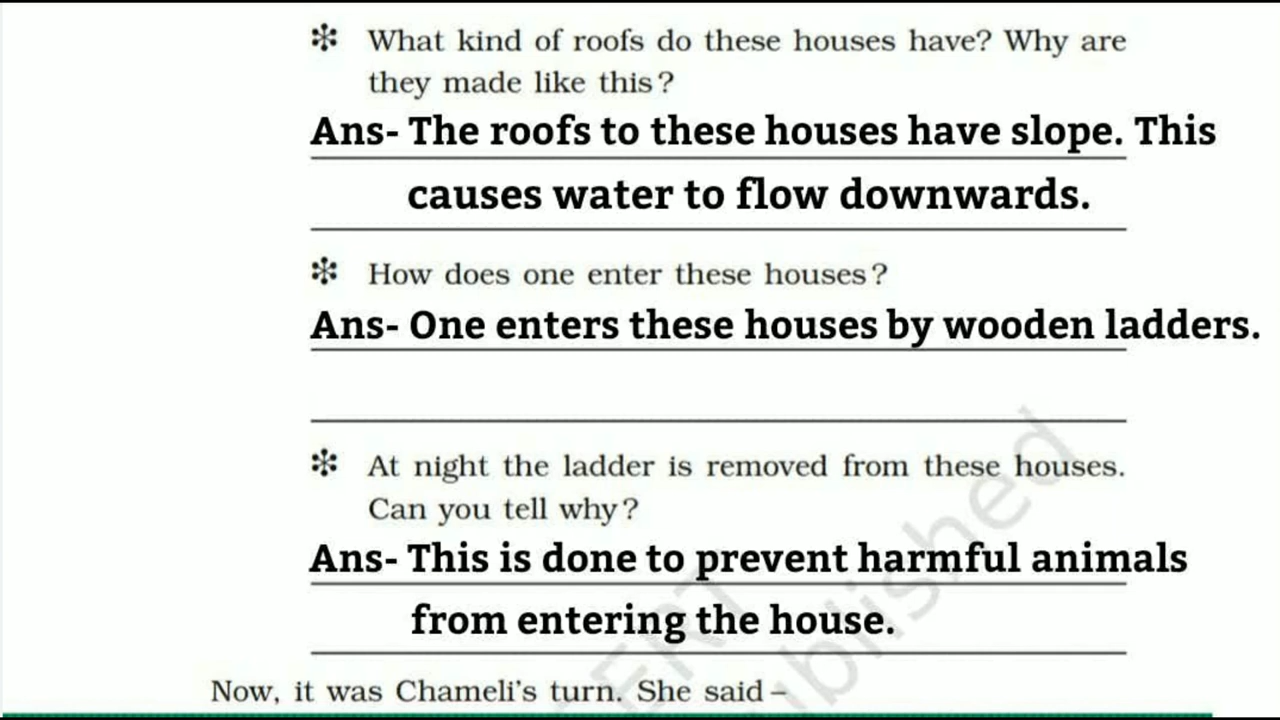 ❇ What kind of roofs do these houses have? Why are
they made like this?
Ans- The roofs to these houses have slope. This
causes water to flow downwards.
❇ How does one enter these houses?
Ans- One enters these houses by wooden ladders.
❇ At night the ladder is removed from these houses.
Can you tell why?
Ans- This is done to prevent harmful animals
from entering the house.
Now, it was Chameli's turn. She said –